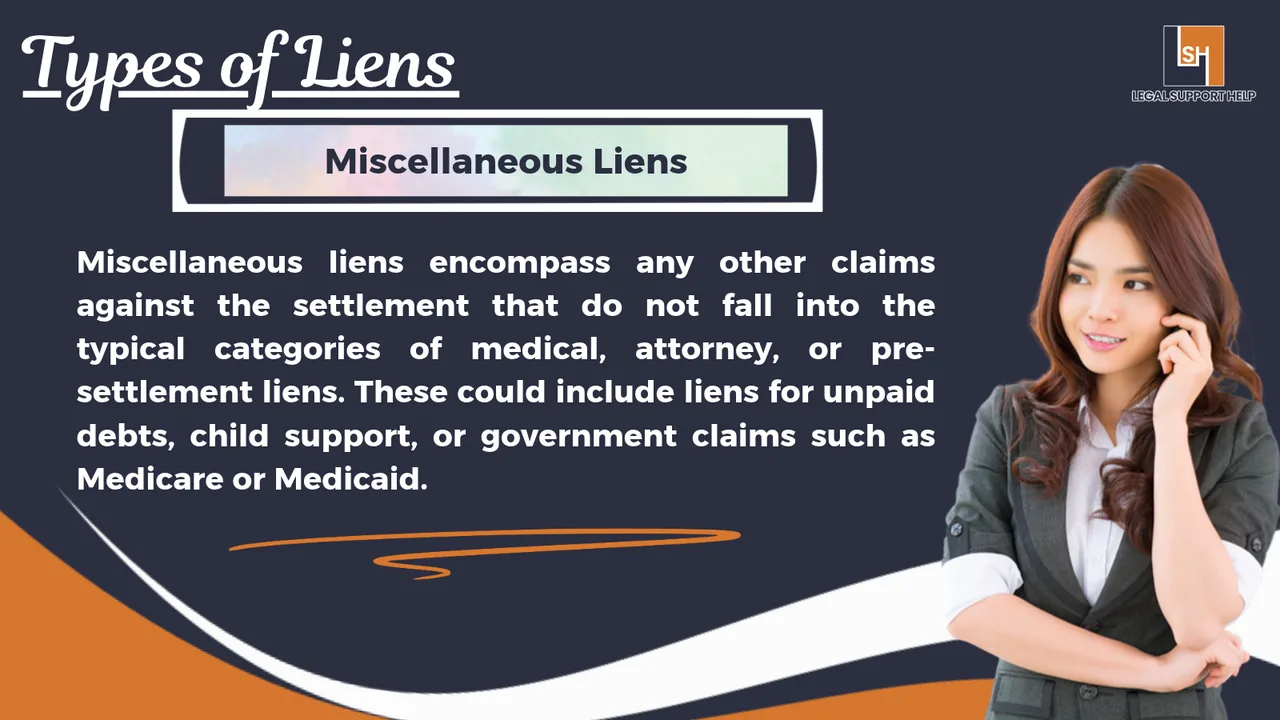 Types of Liens
LSH
LEGAL SUPPORT HELP
Miscellaneous Liens
Miscellaneous liens encompass any other claims
against the settlement that do not fall into the
typical categories of medical, attorney, or pre-
settlement liens. These could include liens for unpaid
debts, child support, or government claims such as
Medicare or Medicaid.